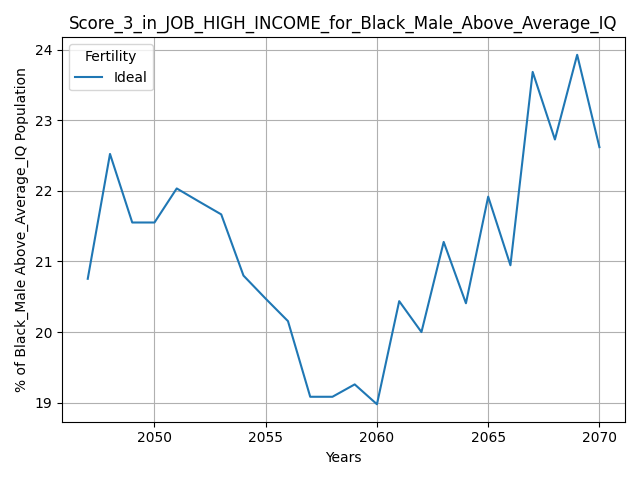 Score_3_in_JOB_HIGH_INCOME_for_Black_Male_Above_Average_IQ
Fertility
Ideal
% of Black_Male Above_Average_IQ Population
24
23
22
21
20
19
2050
2055
2060
2065
2070
Years